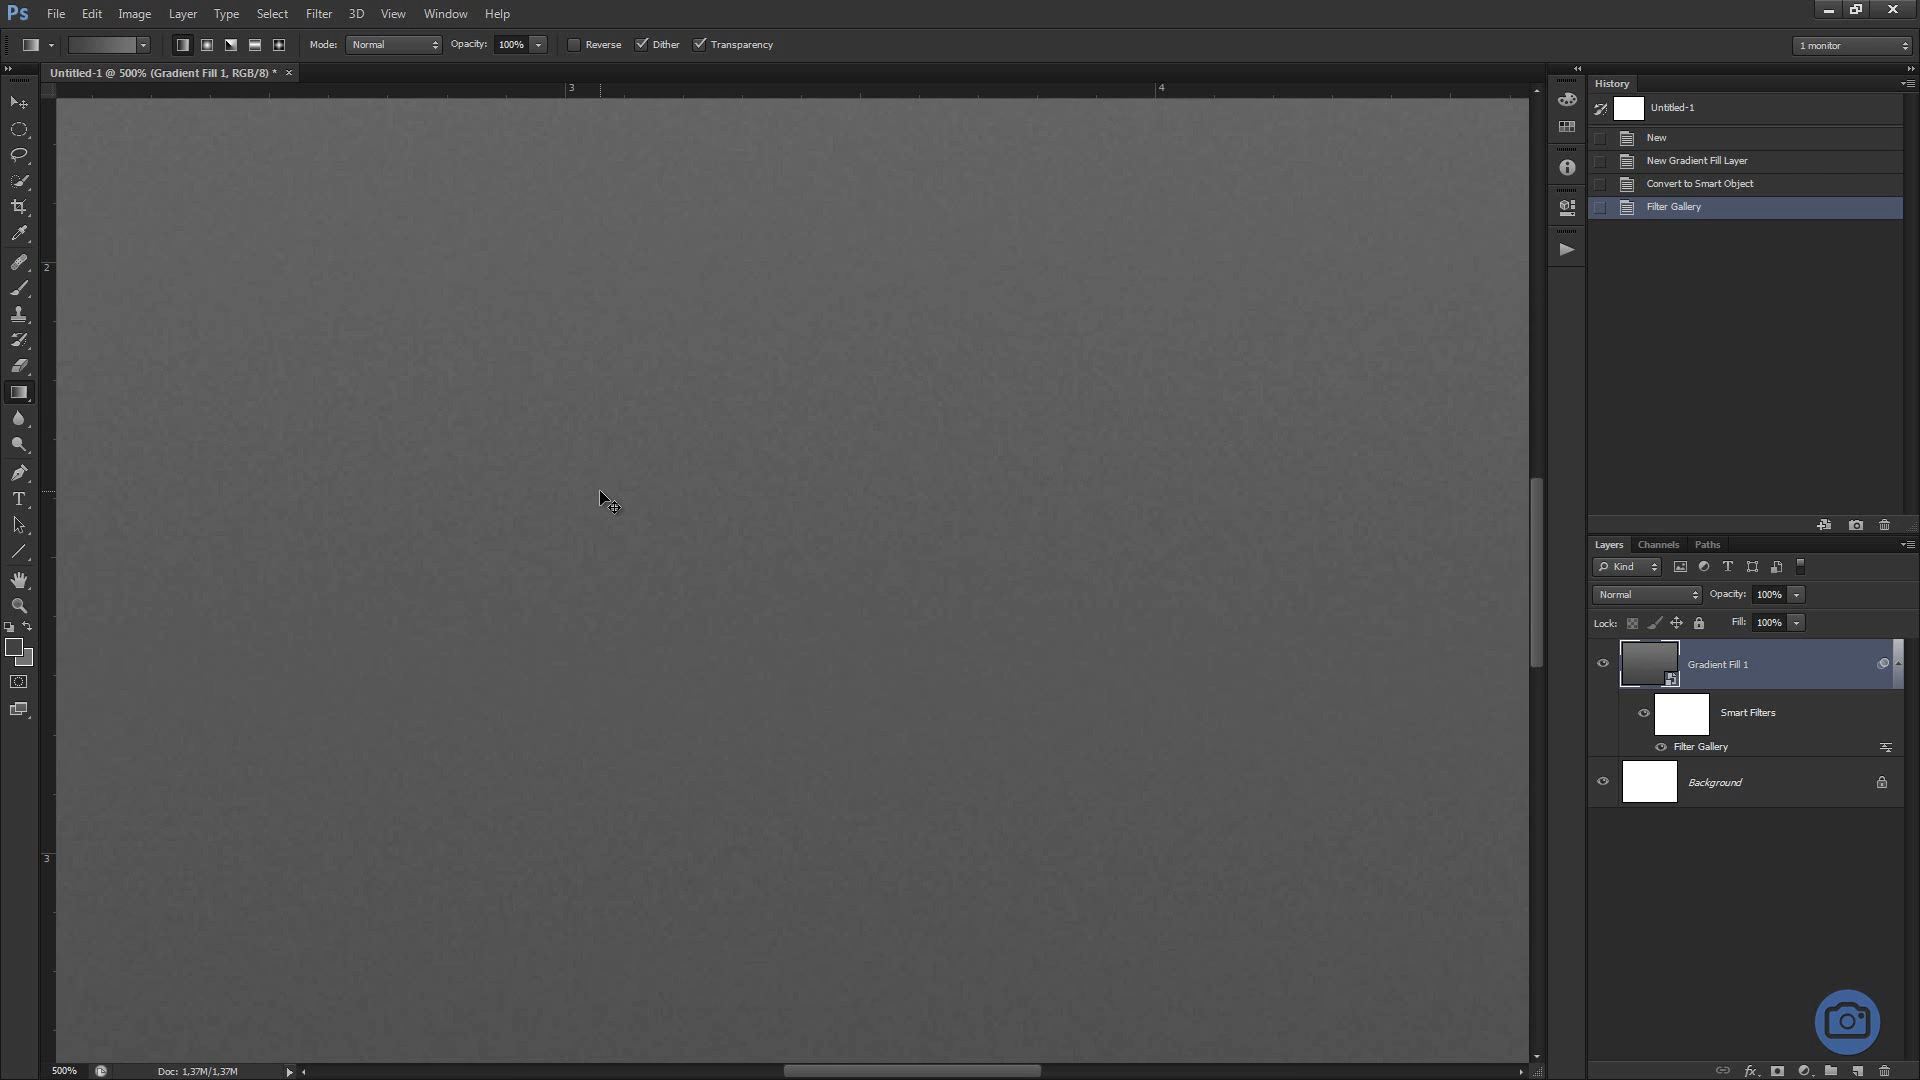 Ps File Edit Image Layer Type Select Filter 3D View Window Help
Mode: Normal Opacity: 100% Reverse Dither Transparency 1 monitor
Untitled-1 @ 500% (Gradient Fill 1, RGB/8) * ×
3 4
2
3
History
Untitled-1
New
New Gradient Fill Layer
Convert to Smart Object
Filter Gallery
Layers Channels Paths
Kind
Normal Opacity: 100%
Lock: Fill: 100%
Gradient Fill 1
Smart Filters
Filter Gallery
Background
500% Doc: 1,37M/1,37M